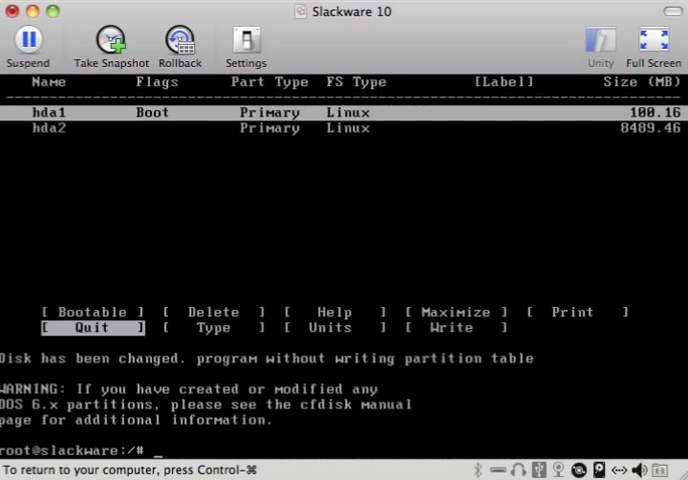 Slackware 10
Suspend Take Snapshot Rollback Settings Unity Full Screen
Name Flags Part Type FS Type [Label] Size (MB)
hda1 Boot Primary Linux 100.16
hda2 Primary Linux 8489.46
[ Bootable ] [ Delete ] [ Help ] [ Maximize ] [ Print ]
[ Quit ] [ Type ] [ Units ] [ Write ]
Disk has been changed. program without writing partition table
WARNING: If you have created or modified any
DOS 6.x partitions, please see the cfdisk manual
page for additional information.
root@slackware:/# _
To return to your computer, press Control-⌘